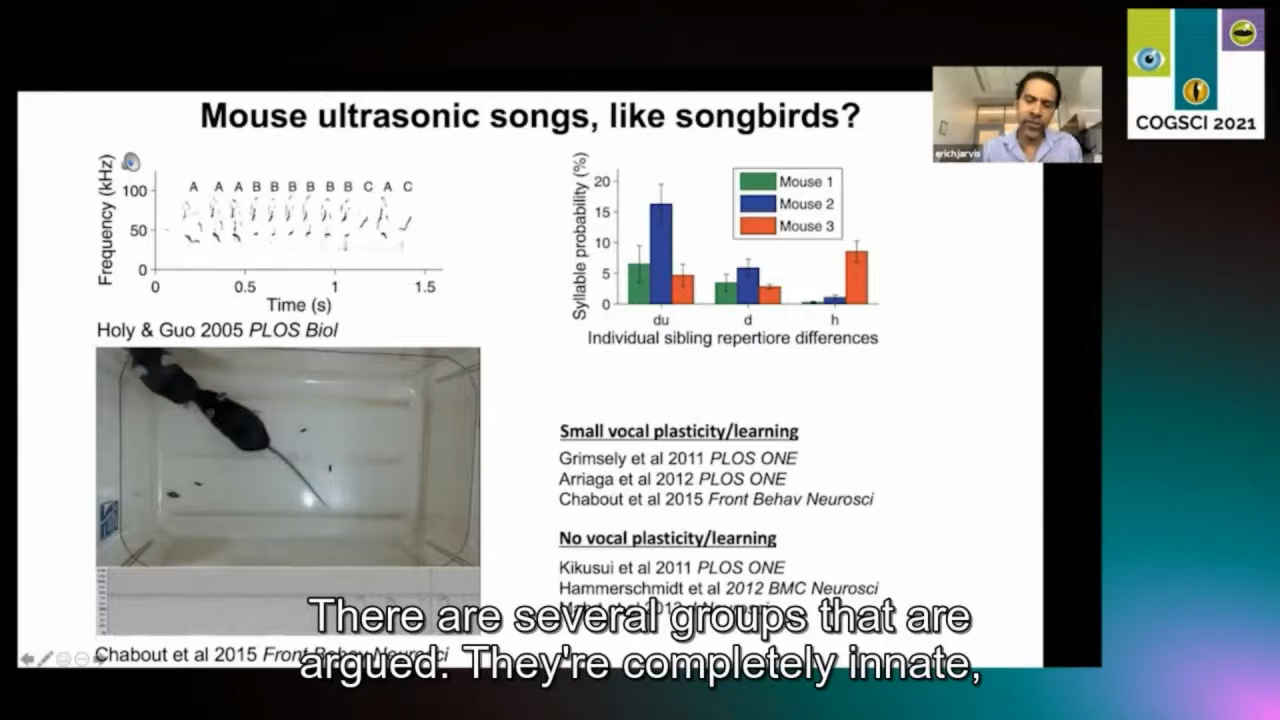 Mouse ultrasonic songs, like songbirds?
erichjarvis
COGSCI 2021
Frequency (kHz)
100
50
0
A A A B B B B B B C A C
0 0.5 1 1.5
Time (s)
Holy & Guo 2005 PLOS Biol
Syllable probability (%)
20
15
10
5
0
Mouse 1
Mouse 2
Mouse 3
du d h
Individual sibling repertiore differences
Small vocal plasticity/learning
Grimsely et al 2011 PLOS ONE
Arriaga et al 2012 PLOS ONE
Chabout et al 2015 Front Behav Neurosci
No vocal plasticity/learning
Kikusui et al 2011 PLOS ONE
Hammerschmidt et al 2012 BMC Neurosci
Chabout et al 2015 Front Behav Neurosci
There are several groups that are
argued. They're completely innate,